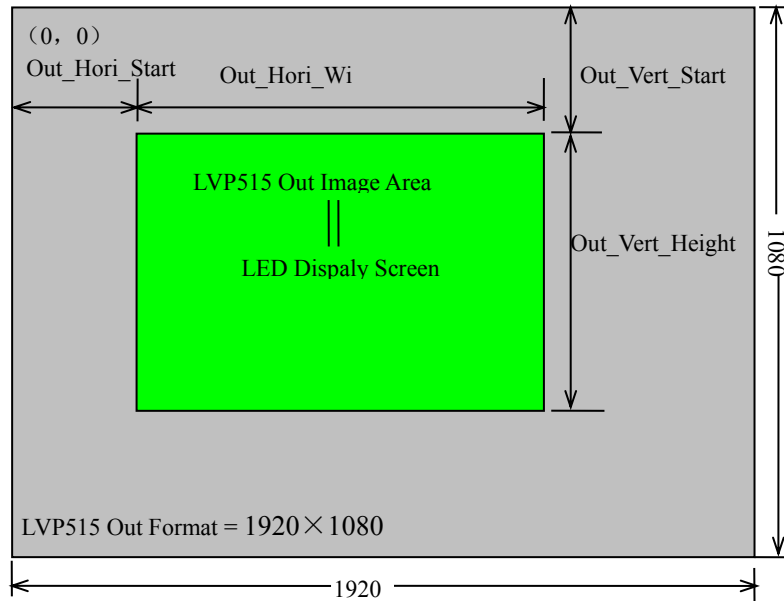 （0，0）
Out_Hori_Start
Out_Hori_Wi
Out_Vert_Start
LVP515 Out Image Area
LED Dispaly Screen
Out_Vert_Height
1080
LVP515 Out Format = 1920×1080
1920